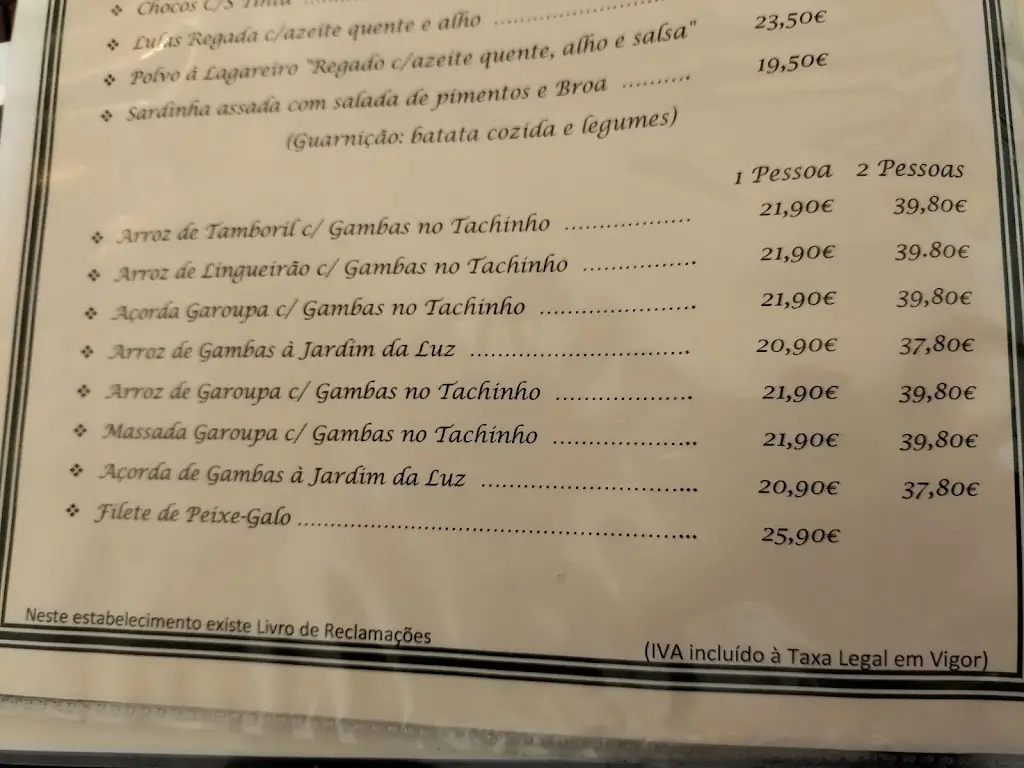 ❖ Chocos C/S Tinta
❖ Lulas Regada c/azeite quente e alho ........................
❖ Polvo á Lagareiro "Regado c/azeite quente, alho e salsa" 23,50€
❖ Sardinha assada com salada de pimentos e Broa .......... 19,50€
(Guarnição: batata cozida e legumes)
1 Pessoa 2 Pessoas
❖ Arroz de Tamboril c/ Gambas no Tachinho .................... 21,90€ 39,80€
❖ Arroz de Lingueirão c/ Gambas no Tachinho ................. 21,90€ 39.80€
❖ Açorda Garoupa c/ Gambas no Tachinho ........................ 21,90€ 39,80€
❖ Arroz de Gambas à Jardim da Luz ................................... 20,90€ 37,80€
❖ Arroz de Garoupa c/ Gambas no Tachinho ...................... 21,90€ 39,80€
❖ Massada Garoupa c/ Gambas no Tachinho ....................... 21,90€ 39,80€
❖ Açorda de Gambas à Jardim da Luz .................................. 20,90€ 37,80€
❖ Filete de Peixe-Galo ............................................................... 25,90€
Neste estabelecimento existe Livro de Reclamações
(IVA incluído à Taxa Legal em Vigor)